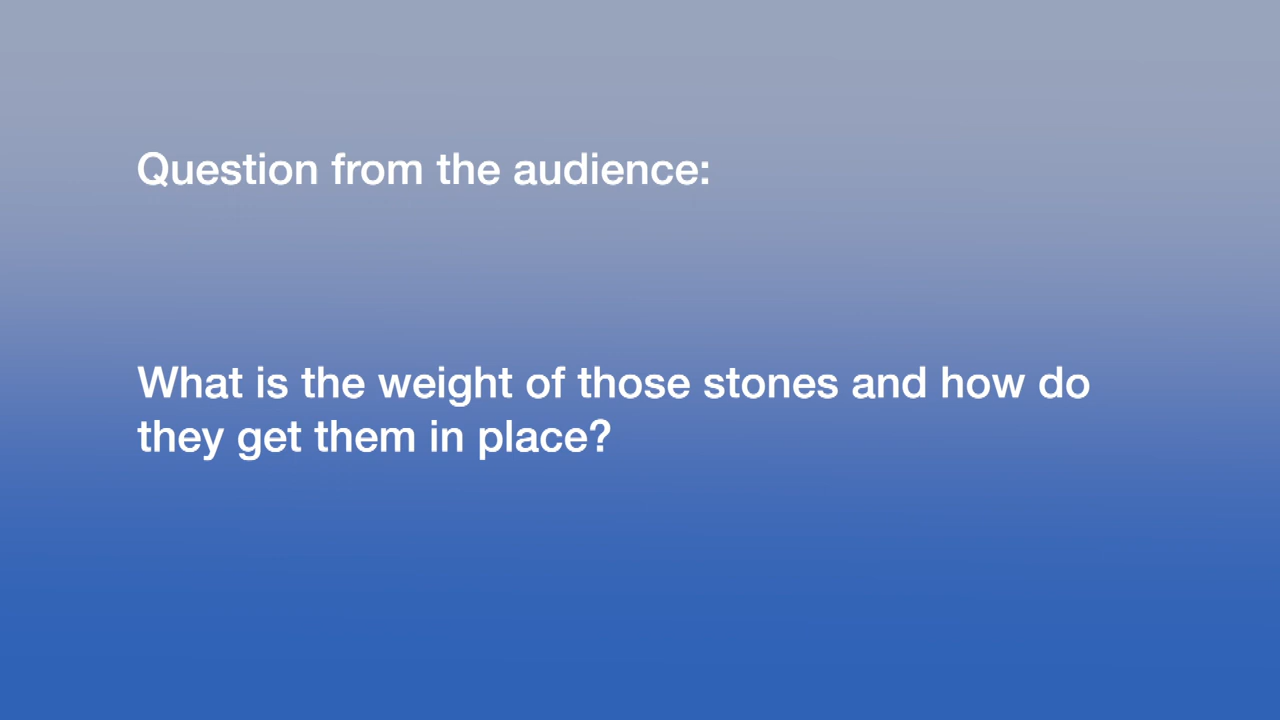 Question from the audience:
What is the weight of those stones and how do
they get them in place?